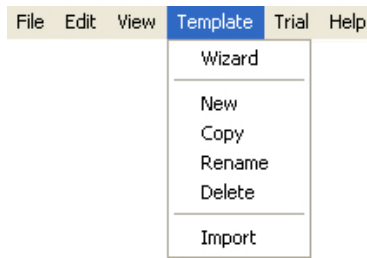 File Edit View Template Trial Help
Wizard
New
Copy
Rename
Delete
Import